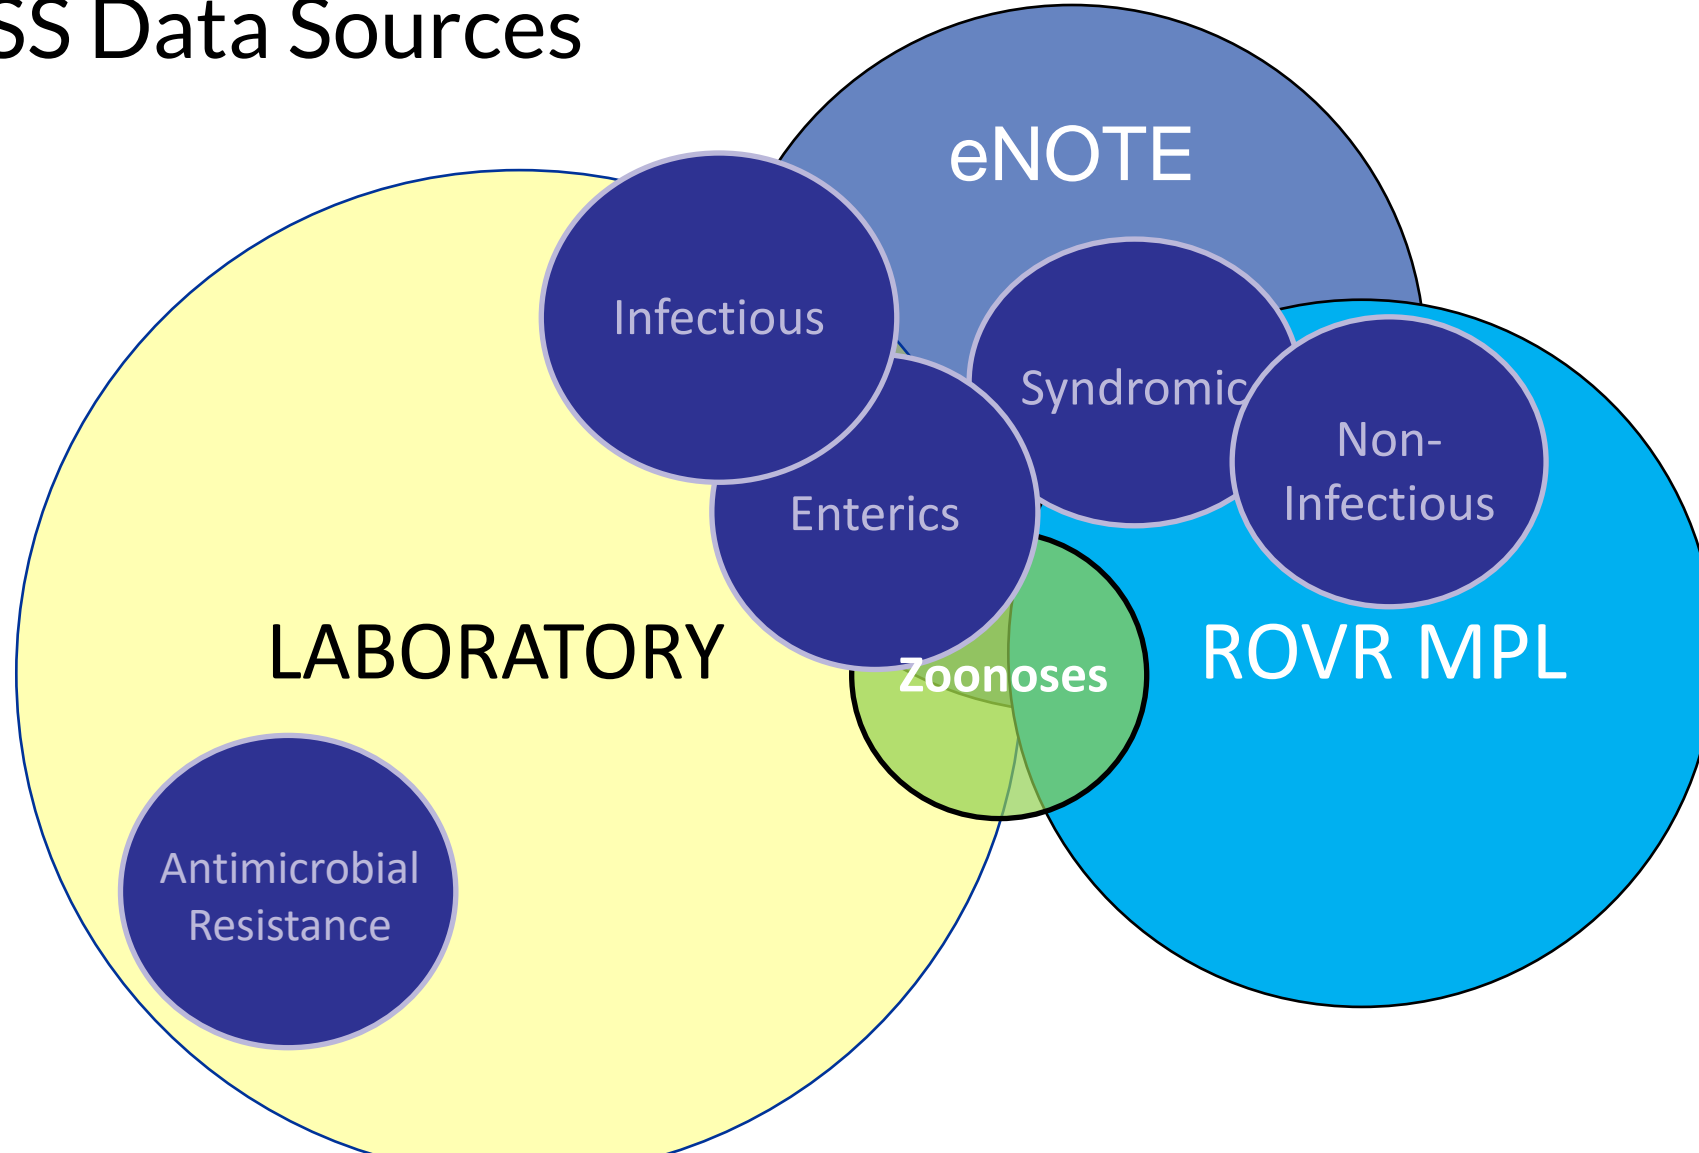 SS Data Sources
eNOTE
Infectious
Syndromic
Non-
Infectious
Enterics
LABORATORY
ROVR MPL
Zoonoses
Antimicrobial
Resistance